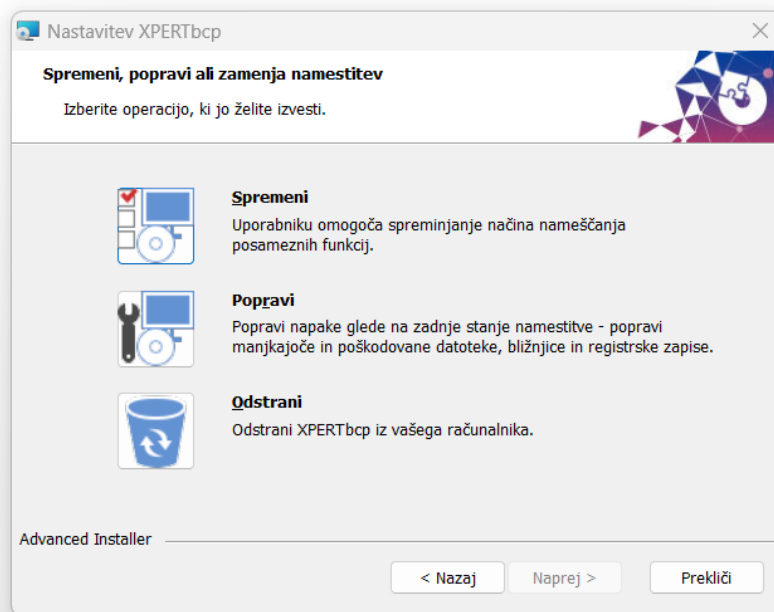 Nastavitev XPERTbcp
Spremeni, popravi ali zamenja namestitev
Izberite operacijo, ki jo želite izvesti.
Spremeni
Uporabniku omogoča spreminjanje načina nameščanja
posameznih funkcij.
Popravi
Popravi napake glede na zadnje stanje namestitve - popravi
manjkajoče in poškodovane datoteke, bližnjice in registrske zapise.
Odstrani
Odstrani XPERTbcp iz vašega računalnika.
Advanced Installer
< Nazaj
Naprej >
Prekliči